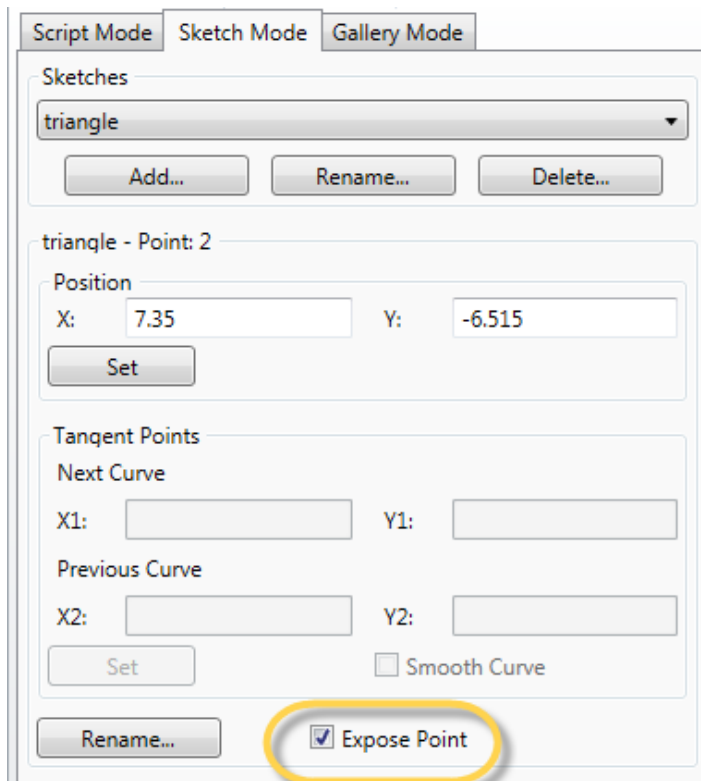 Script Mode Sketch Mode Gallery Mode
Sketches
triangle
Add... Rename... Delete...
triangle - Point: 2
Position
X: 7.35 Y: -6.515
Set
Tangent Points
Next Curve
X1: Y1:
Previous Curve
X2: Y2:
Set Smooth Curve
Rename... Expose Point